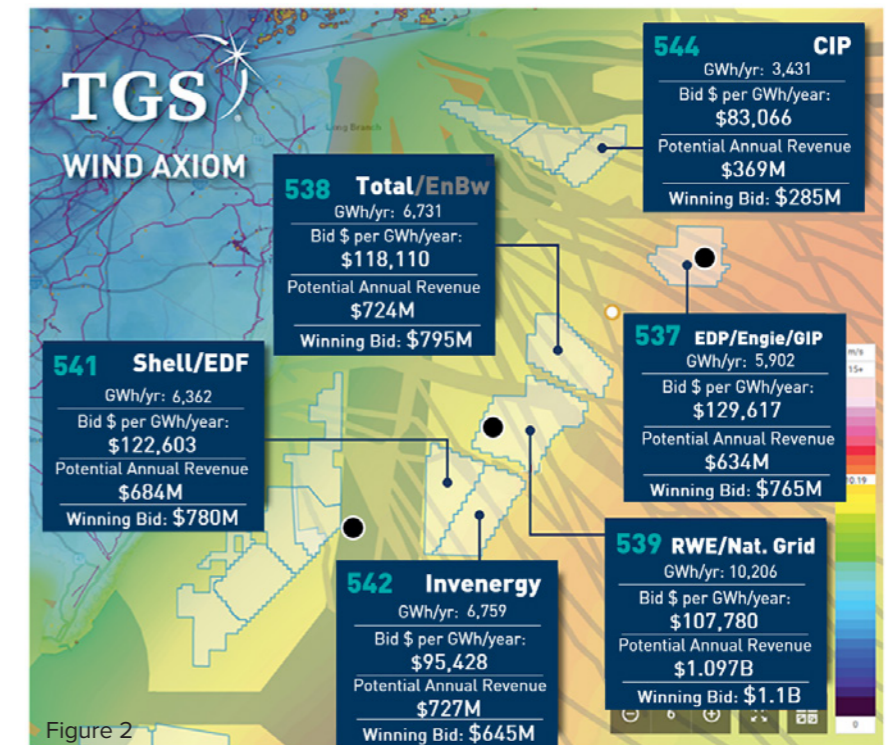 TGS
WIND AXIOM
Long Branch
544 CIP
GWh/yr: 3,431
Bid $ per GWh/year:
$83,066
Potential Annual Revenue
$369M
Winning Bid: $285M
538 Total/EnBw
GWh/yr: 6,731
Bid $ per GWh/year:
$118,110
Potential Annual Revenue
$724M
Winning Bid: $795M
537 EDP/Engie/GIP
GWh/yr: 5,902
Bid $ per GWh/year:
$129,617
Potential Annual Revenue
$634M
Winning Bid: $765M
541 Shell/EDF
GWh/yr: 6,362
Bid $ per GWh/year:
$122,603
Potential Annual Revenue
$684M
Winning Bid: $780M
539 RWE/Nat. Grid
GWh/yr: 10,206
Bid $ per GWh/year:
$107,780
Potential Annual Revenue
$1.097B
Winning Bid: $1.1B
542 Invenergy
GWh/yr: 6,759
Bid $ per GWh/year:
$95,428
Potential Annual Revenue
$727M
Winning Bid: $645M
m/s
15+
10.19
0
6
Figure 2